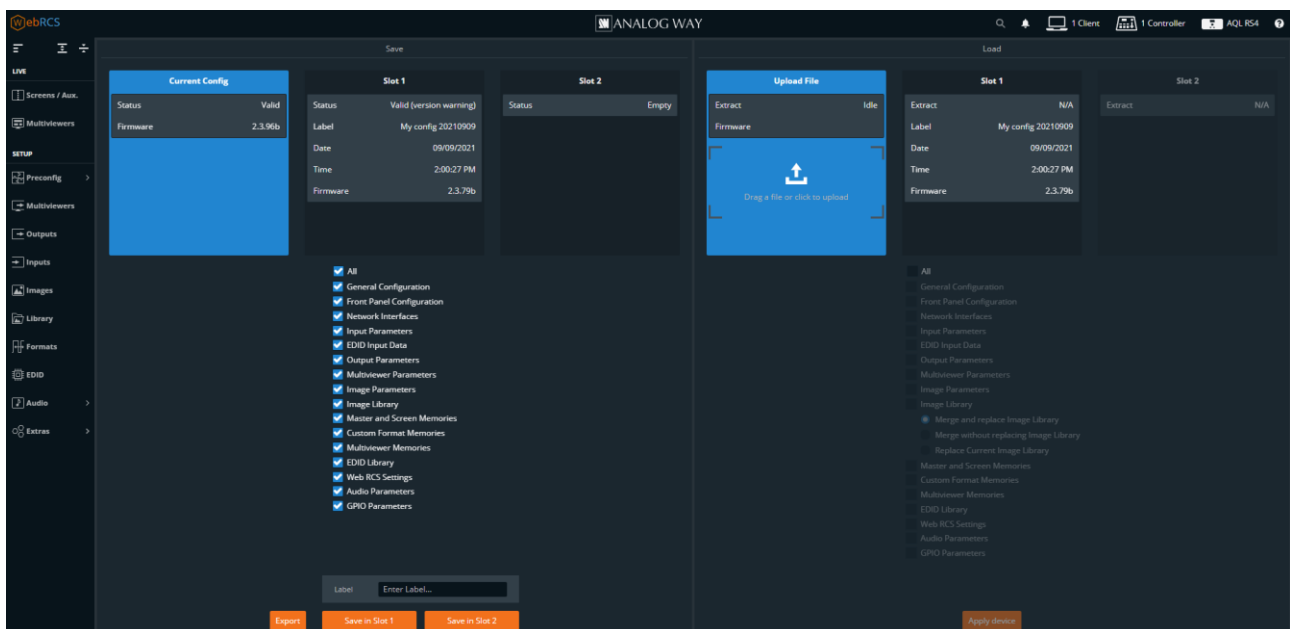 WebRCS
ANALOG WAY
1 Client
1 Controller
AQL RS4
LIVE
Screens / Aux.
Multiviewers
SETUP
Preconfig
Multiviewers
Outputs
Inputs
Images
Library
Formats
EDID
Audio
Extras
Save
Current Config
Status Valid
Firmware 2.3.96b
Slot 1
Status Valid (version warning)
Label My config 20210909
Date 09/09/2021
Time 2:00:27 PM
Firmware 2.3.79b
Slot 2
Status Empty
All
General Configuration
Front Panel Configuration
Network Interfaces
Input Parameters
EDID Input Data
Output Parameters
Multiviewer Parameters
Image Parameters
Image Library
Master and Screen Memories
Custom Format Memories
Multiviewer Memories
EDID Library
Web RCS Settings
Audio Parameters
GPIO Parameters
Label Enter Label...
Export
Save in Slot 1
Save in Slot 2
Load
Upload File
Extract Idle
Firmware
Drag a file or click to upload
Slot 1
Extract N/A
Label My config 20210909
Date 09/09/2021
Time 2:00:27 PM
Firmware 2.3.79b
Slot 2
Extract N/A
All
General Configuration
Front Panel Configuration
Network Interfaces
Input Parameters
EDID Input Data
Output Parameters
Multiviewer Parameters
Image Parameters
Image Library
Merge and replace Image Library
Merge without replacing Image Library
Replace Current Image Library
Master and Screen Memories
Custom Format Memories
Multiviewer Memories
EDID Library
Web RCS Settings
Audio Parameters
GPIO Parameters
Apply device